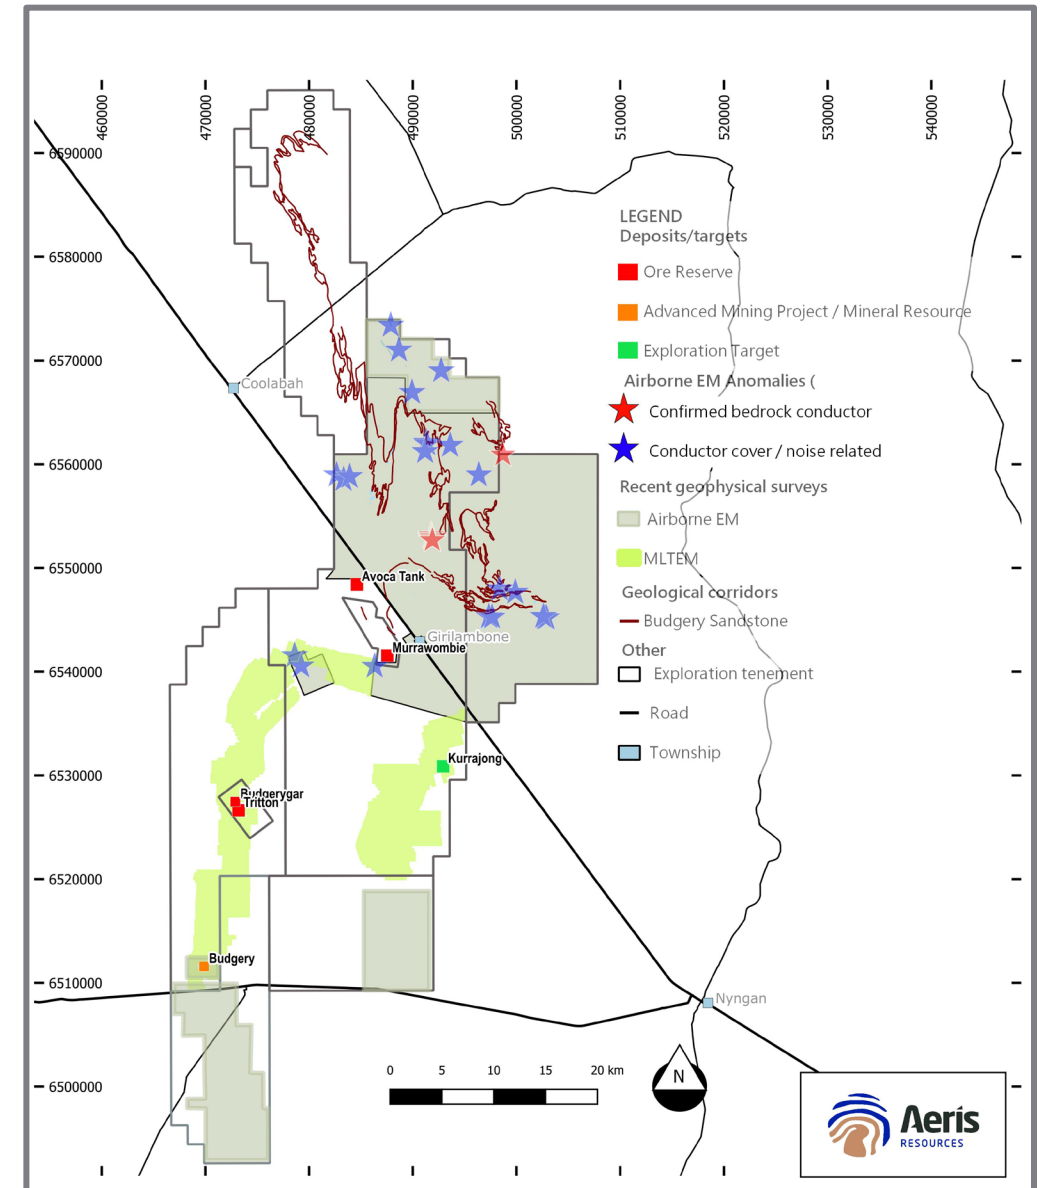 460000
470000
480000
490000
500000
510000
520000
530000
540000
6590000
6580000
6570000
6560000
6550000
6540000
6530000
6520000
6510000
6500000
LEGEND
Deposits/targets
Ore Reserve
Advanced Mining Project / Mineral Resource
Exploration Target
Airborne EM Anomalies (
Confirmed bedrock conductor
Conductor cover / noise related
Recent geophysical surveys
Airborne EM
MLTEM
Geological corridors
Budgery Sandstone
Other
Exploration tenement
Road
Township
Coolabah
Avoca Tank
Girilambone
Murrawombie
Kurrajong
Budgerygar
Tritton
Budgery
Nyngan
0 5 10 15 20 km
N
Aeris
RESOURCES